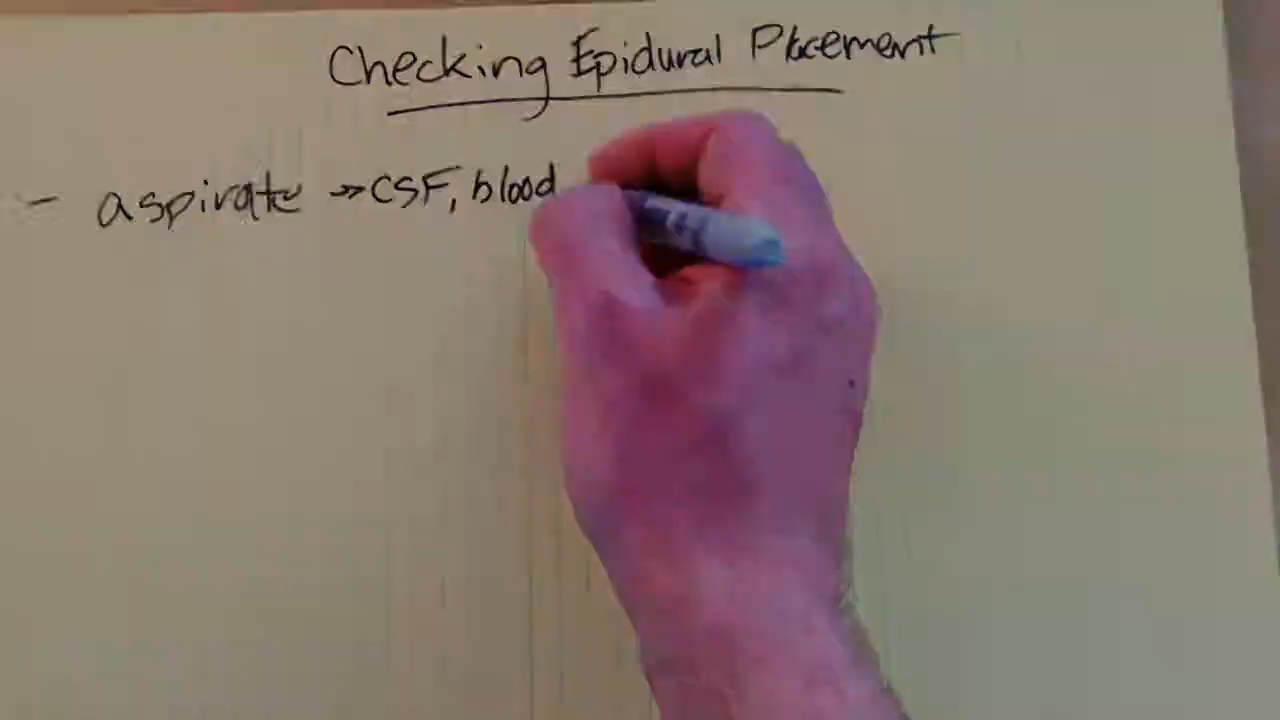 Checking Epidural Placement
- aspirate → CSF, blood